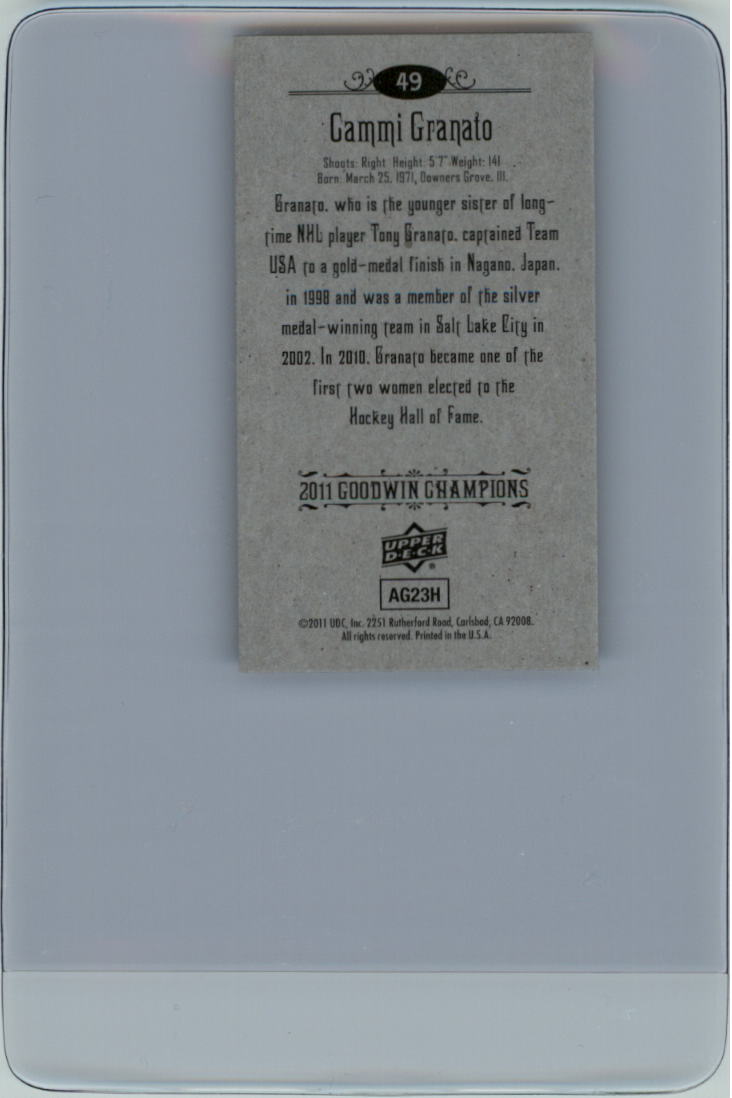 49
Cammi Granato
Shoots: Right Height: 5'7" Weight: 141
Born: March 25, 1971, Downers Grove, Ill.
Granato, who is the younger sister of long-
time NHL player Tony Granato, captained Team
USA to a gold-medal finish in Nagano, Japan,
in 1998 and was a member of the silver
medal-winning team in Salt Lake City in
2002. In 2010, Granato became one of the
first two women elected to the
Hockey Hall of Fame.
2011 GOODWIN CHAMPIONS
UPPER
D·E·C·K
®
AG23H
©2011 UDC, Inc. 2251 Rutherford Road, Carlsbad, CA 92008.
All rights reserved. Printed in the U.S.A.